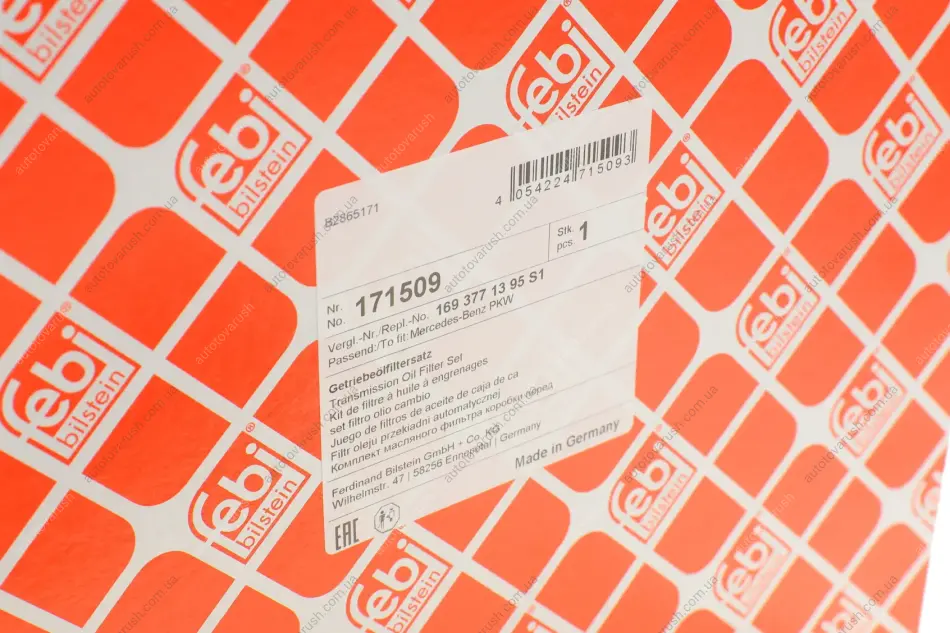 febi
bilstein
4 054224 715093
B2865171
Stk.
pcs. 1
Nr.
No. 171509
Vergl.-Nr./Repl.-No. 169 377 13 95 S1
Passend:/To fit: Mercedes-Benz PKW
Getriebeölfiltersatz
Transmission Oil Filter Set
Kit de filtre à huile à engrenages
set filtro olio cambio
Juego de filtros de aceite de caja de ca
Filtr oleju przekładni automatycznej
Комплект масляного фильтра коробки перед
Ferdinand Bilstein GmbH + Co. KG
Wilhelmstr. 47 | 58256 Ennepetal | Germany
Made in Germany
EAC
autotovarush.com.ua